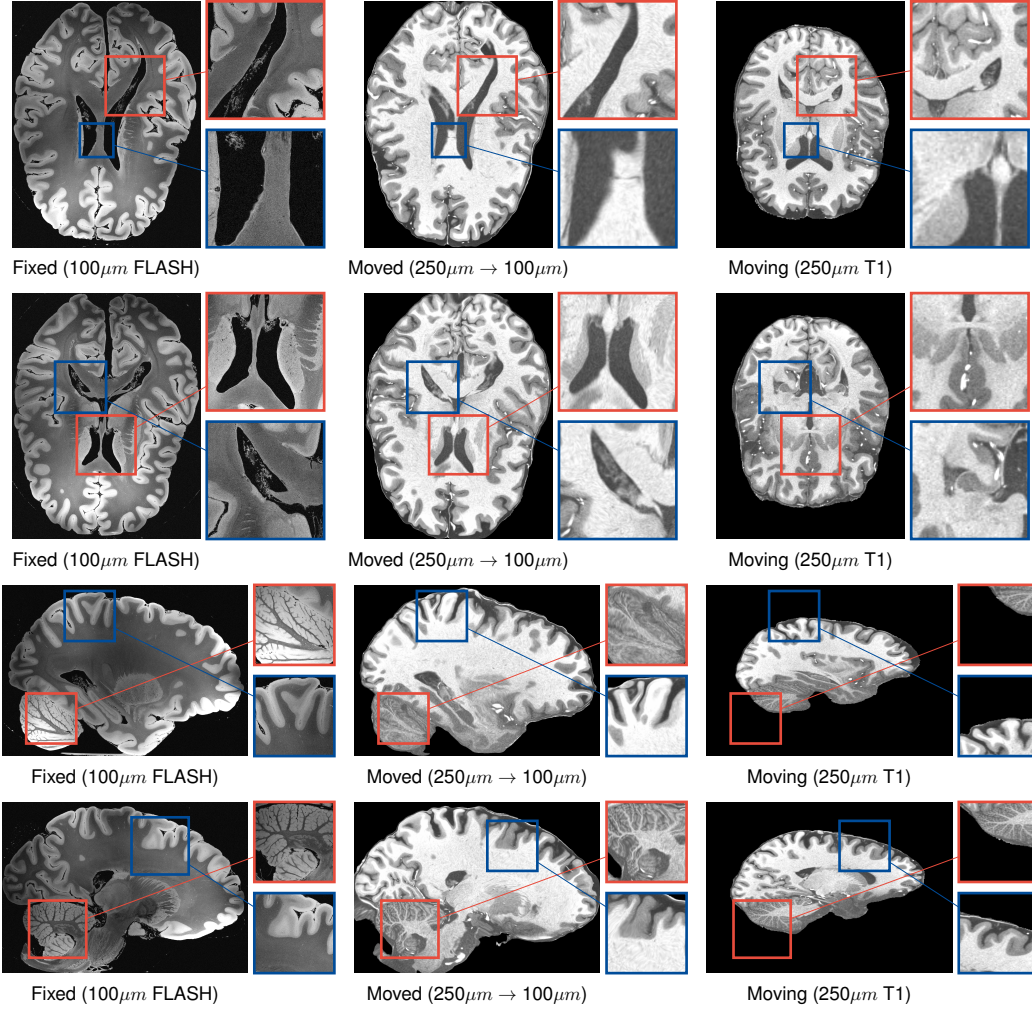 Fixed (100μm FLASH)
Moved (250μm → 100μm)
Moving (250μm T1)
Fixed (100μm FLASH)
Moved (250μm → 100μm)
Moving (250μm T1)
Fixed (100μm FLASH)
Moved (250μm → 100μm)
Moving (250μm T1)
Fixed (100μm FLASH)
Moved (250μm → 100μm)
Moving (250μm T1)